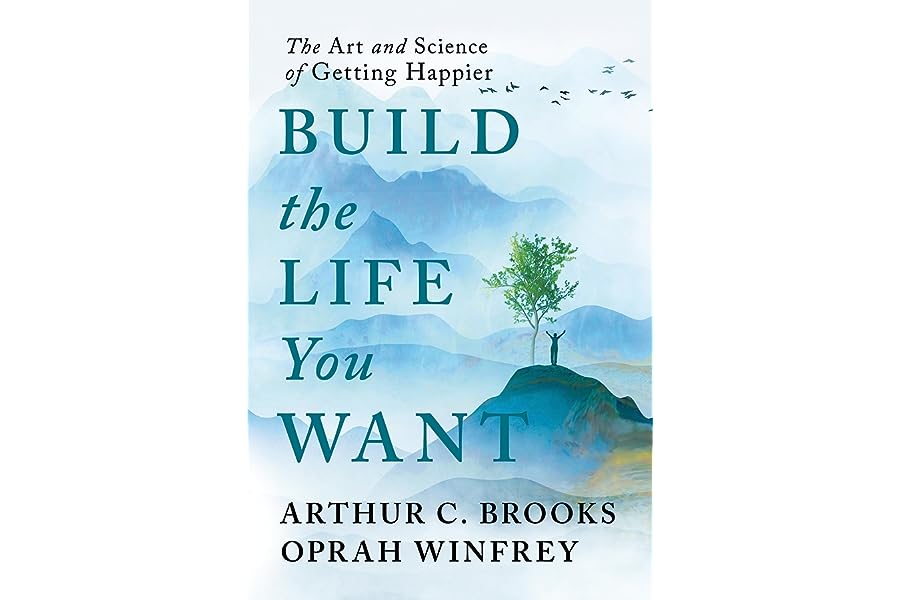 The Art and Science
of Getting Happier
BUILD
the
LIFE
You
WANT
ARTHUR C. BROOKS
OPRAH WINFREY